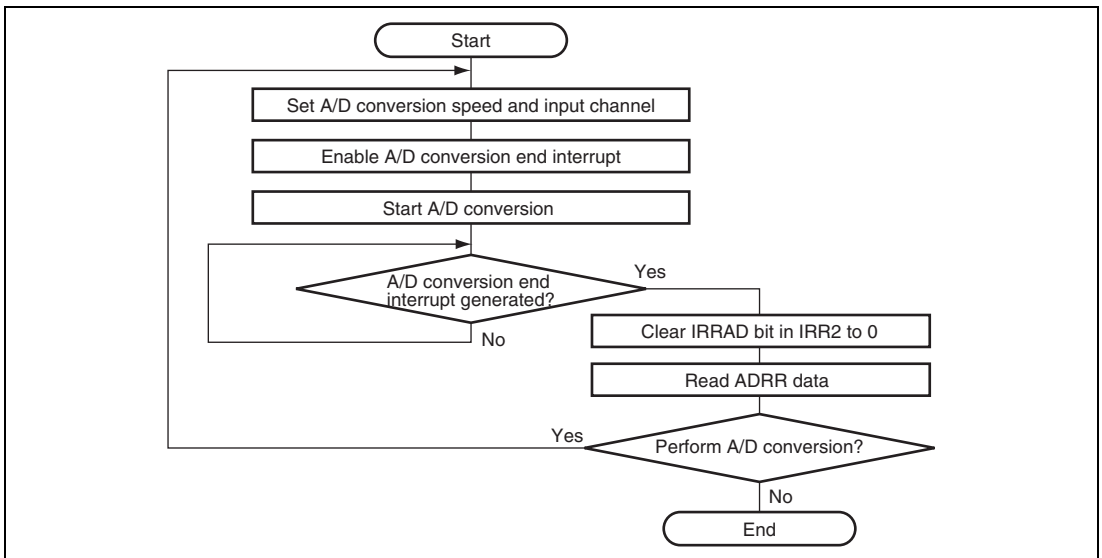 Start
Set A/D conversion speed and input channel
Enable A/D conversion end interrupt
Start A/D conversion
A/D conversion end
interrupt generated?
Yes
No
Clear IRRAD bit in IRR2 to 0
Read ADRR data
Yes
Perform A/D conversion?
No
End